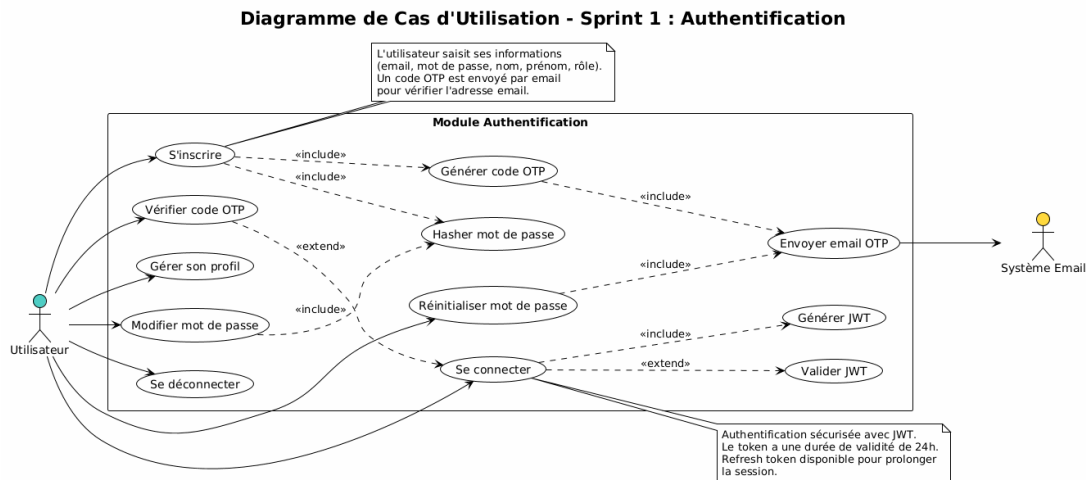 Diagramme de Cas d'Utilisation - Sprint 1 : Authentification
L'utilisateur saisit ses informations
(email, mot de passe, nom, prénom, rôle).
Un code OTP est envoyé par email
pour vérifier l'adresse email.
Module Authentification
S'inscrire
«include»
Générer code OTP
«include»
«include»
Vérifier code OTP
Hasher mot de passe
Envoyer email OTP
«extend»
Gérer son profil
Système Email
«include»
Réinitialiser mot de passe
«include»
Générer JWT
Modifier mot de passe
«include»
Utilisateur
Se connecter
«extend»
Valider JWT
Se déconnecter
Authentification sécurisée avec JWT.
Le token a une durée de validité de 24h.
Refresh token disponible pour prolonger
la session.